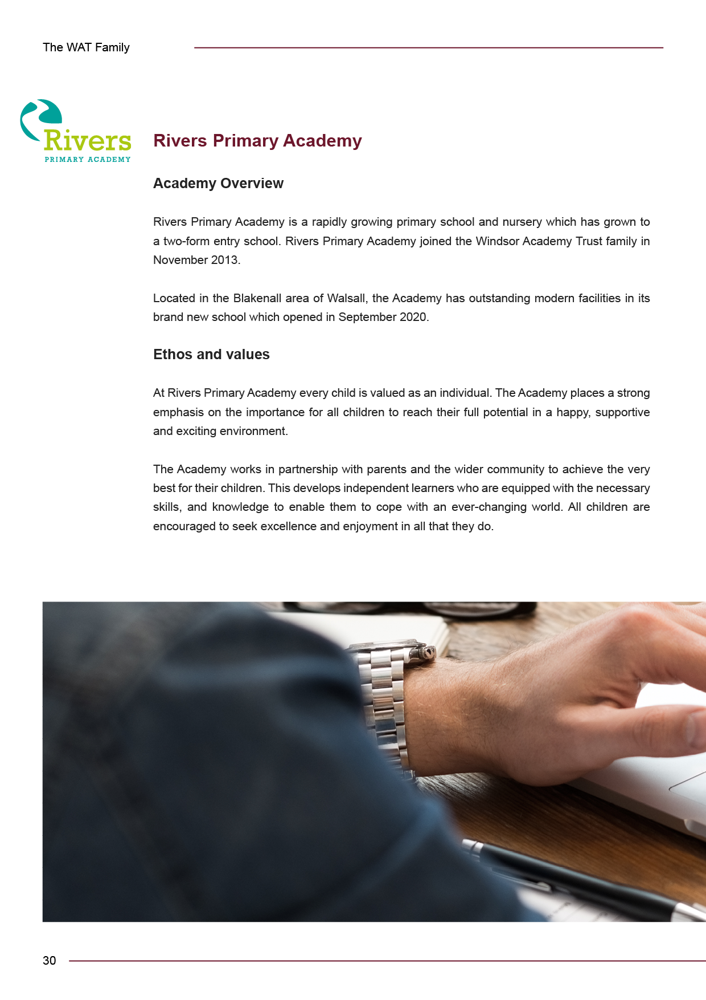 The WAT Family
Rivers
PRIMARY ACADEMY
Rivers Primary Academy
Academy Overview
Rivers Primary Academy is a rapidly growing primary school and nursery which has grown to
a two-form entry school. Rivers Primary Academy joined the Windsor Academy Trust family in
November 2013.
Located in the Blakenall area of Walsall, the Academy has outstanding modern facilities in its
brand new school which opened in September 2020.
Ethos and values
At Rivers Primary Academy every child is valued as an individual. The Academy places a strong
emphasis on the importance for all children to reach their full potential in a happy, supportive
and exciting environment.
The Academy works in partnership with parents and the wider community to achieve the very
best for their children. This develops independent learners who are equipped with the necessary
skills, and knowledge to enable them to cope with an ever-changing world. All children are
encouraged to seek excellence and enjoyment in all that they do.
30